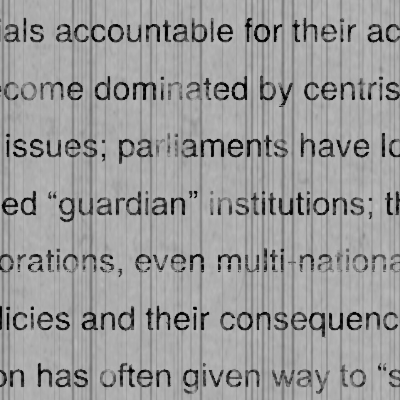 ials accountable for their ac
come dominated by centris
issues; parliaments have lo
ed “guardian” institutions; th
orations, even multi-nationa
licies and their consequenc
on has often given way to “s